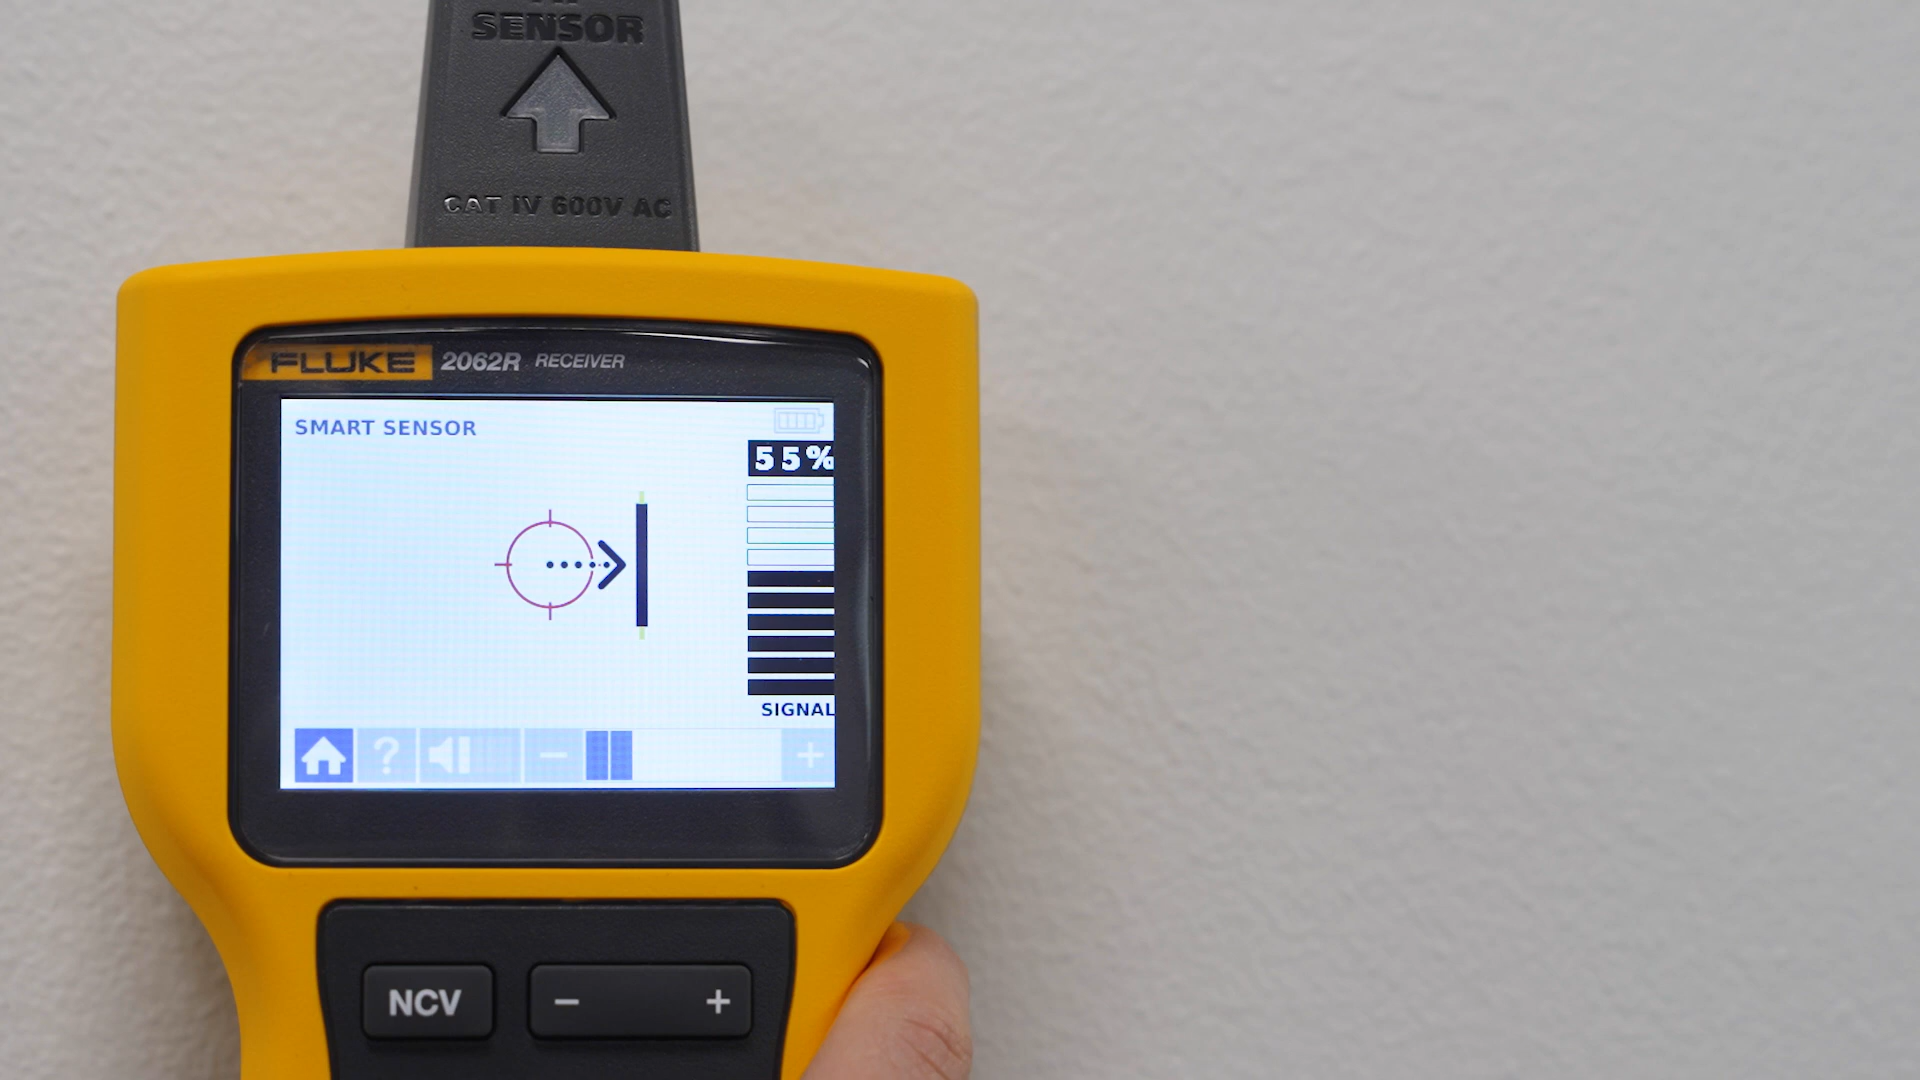 SENSOR
CAT IV 600V AC
FLUKE 2062R RECEIVER
SMART SENSOR
55%
SIGNAL
?
− +
NCV − +